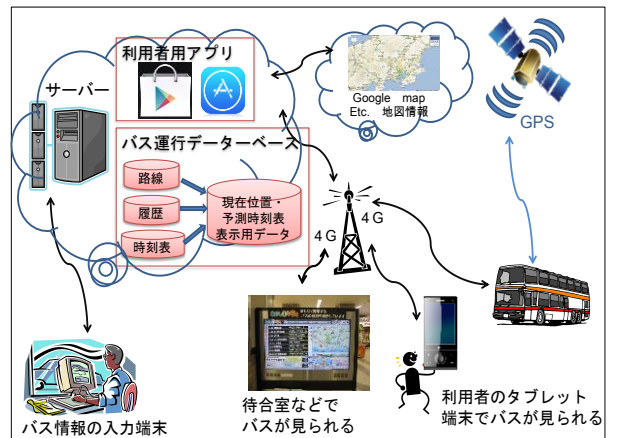 利用者用アプリ
サーバー
Google map
Etc. 地図情報
GPS
バス運行データーベース
路線
履歴
時刻表
現在位置・
予測時刻表
表示用データ
4G
4G
待合室などで
バスが見られる
利用者のタブレット
端末でバスが見られる
バス情報の入力端末